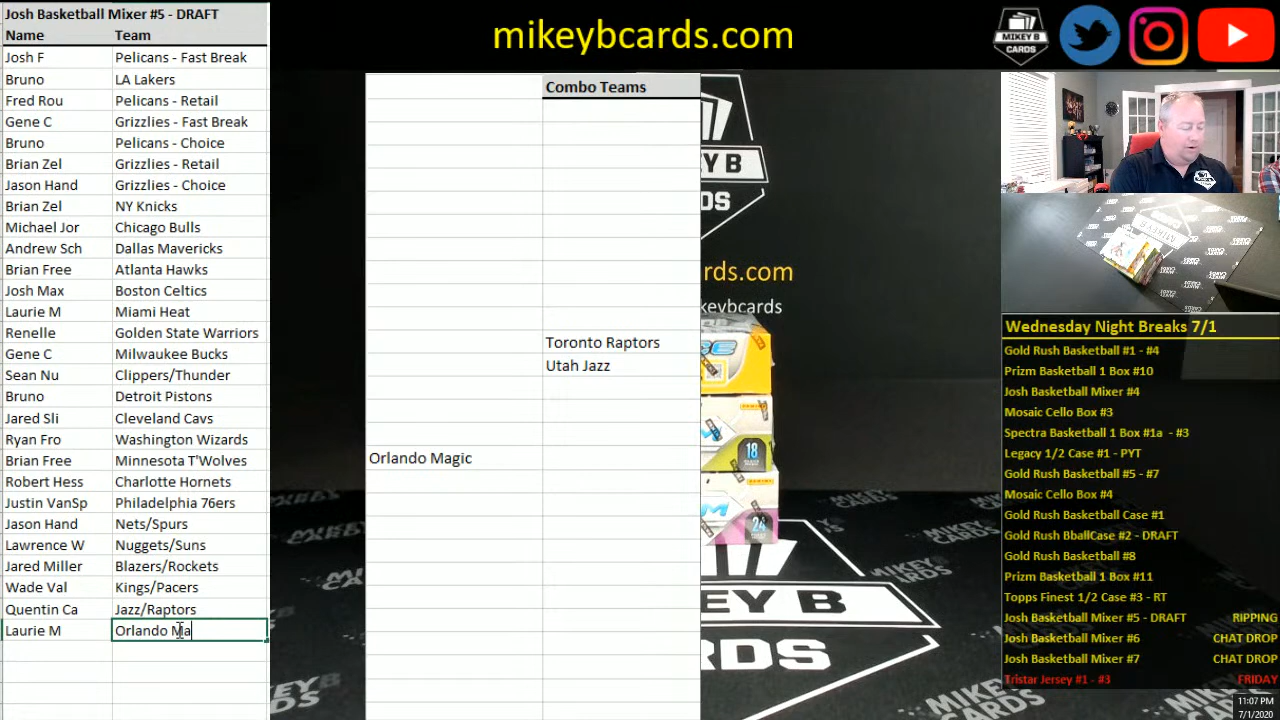 Josh Basketball Mixer #5 - DRAFT
Name Team
Josh F Pelicans - Fast Break
Bruno LA Lakers
Fred Rou Pelicans - Retail
Gene C Grizzlies - Fast Break
Bruno Pelicans - Choice
Brian Zel Grizzlies - Retail
Jason Hand Grizzlies - Choice
Brian Zel NY Knicks
Michael Jor Chicago Bulls
Andrew Sch Dallas Mavericks
Brian Free Atlanta Hawks
Josh Max Boston Celtics
Laurie M Miami Heat
Renelle Golden State Warriors
Gene C Milwaukee Bucks
Sean Nu Clippers/Thunder
Bruno Detroit Pistons
Jared Sli Cleveland Cavs
Ryan Fro Washington Wizards
Brian Free Minnesota T'Wolves
Robert Hess Charlotte Hornets
Justin VanSp Philadelphia 76ers
Jason Hand Nets/Spurs
Lawrence W Nuggets/Suns
Jared Miller Blazers/Rockets
Wade Val Kings/Pacers
Quentin Ca Jazz/Raptors
Laurie M Orlando Ma
mikeybcards.com
Combo Teams
Toronto Raptors
Utah Jazz
Orlando Magic
EY B
DS
rds.com
keybcards
18
24
EY B
CARDS
MIKEY B
CARDS
Wednesday Night Breaks 7/1
Gold Rush Basketball #1 - #4
Prizm Basketball 1 Box #10
Josh Basketball Mixer #4
Mosaic Cello Box #3
Spectra Basketball 1 Box #1a - #3
Legacy 1/2 Case #1 - PYT
Gold Rush Basketball #5 - #7
Mosaic Cello Box #4
Gold Rush Basketball Case #1
Gold Rush BballCase #2 - DRAFT
Gold Rush Basketball #8
Prizm Basketball 1 Box #11
Topps Finest 1/2 Case #3 - RT
Josh Basketball Mixer #5 - DRAFT RIPPING
Josh Basketball Mixer #6 CHAT DROP
Josh Basketball Mixer #7 CHAT DROP
Tristar Jersey #1 - #3 FRIDAY
11:07 PM
7/1/2020